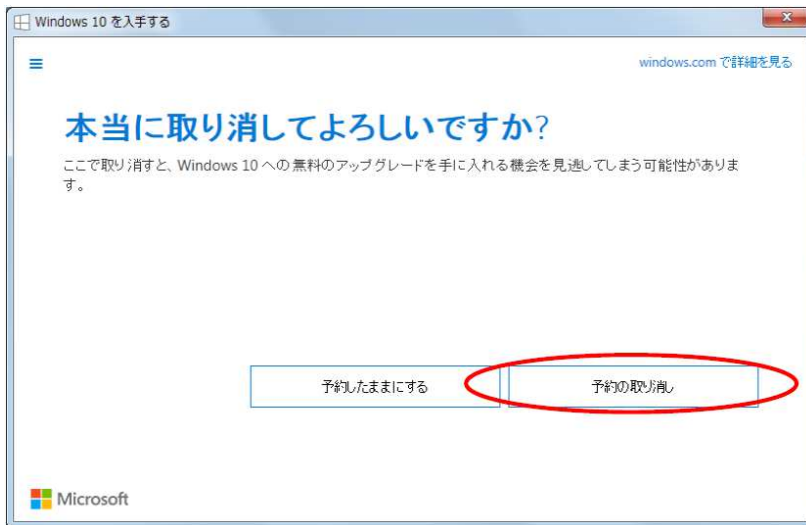 Windows 10 を入手する
windows.com で詳細を見る
本当に取り消してよろしいですか?
ここで取り消すと、Windows 10 への無料のアップグレードを手に入れる機会を見逃してしまう可能性がありま
す。
予約したままにする
予約の取り消し
Microsoft